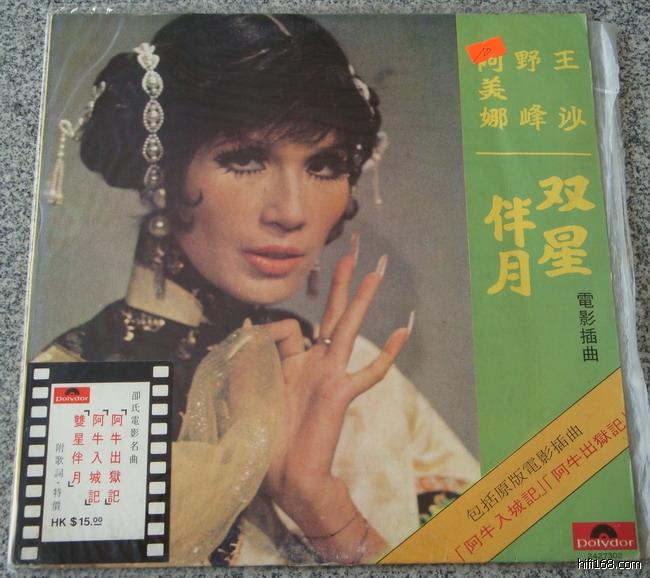 王沙
野峰
阿美娜
10
双星
伴月
電影插曲
包括原版電影插曲
「阿牛入城記」「阿牛出獄記」
polydor
2427302
polydor
邵氏電影名曲
「阿牛出獄記」
「阿牛入城記」
「雙星伴月」
附歌詞·特價
HK $15.00
hifi168.com